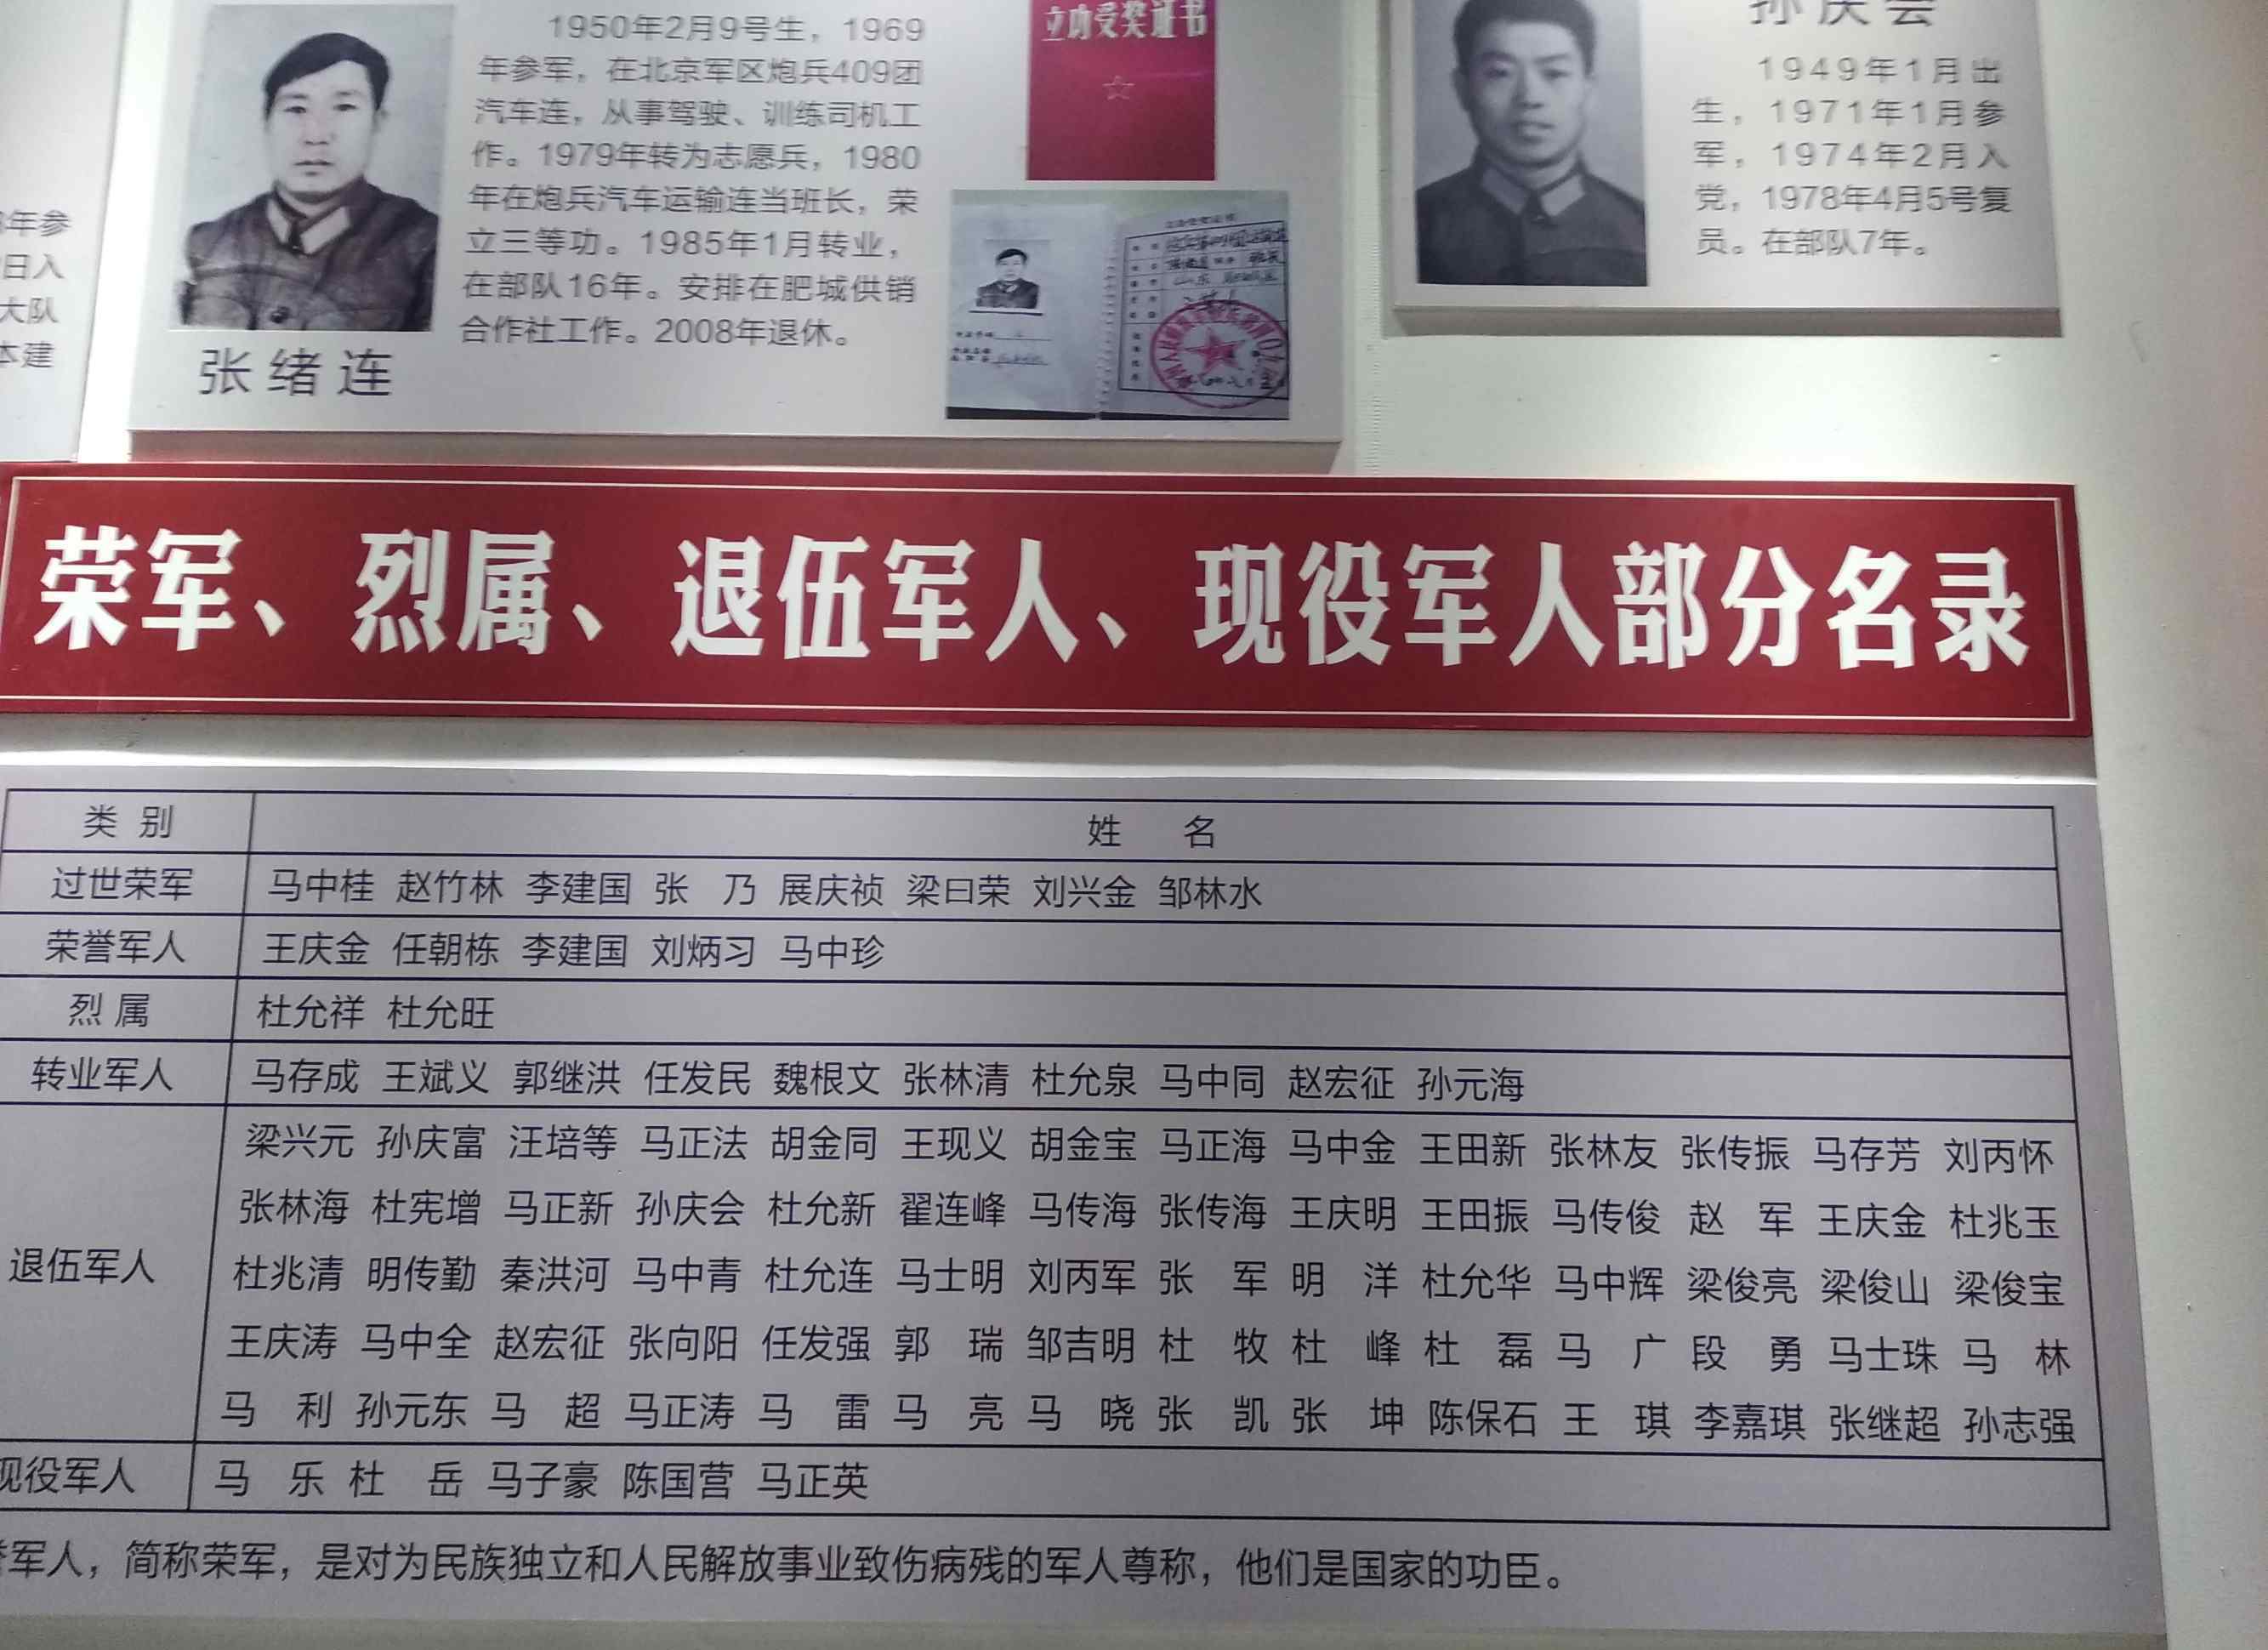 年参
日入
大队
本建
1950年2月9号生，1969
年参军，在北京军区炮兵409团
汽车连，从事驾驶、训练司机工
作。1979年转为志愿兵，1980
年在炮兵汽车运输连当班长，荣
立三等功。1985年1月转业，
在部队16年。安排在肥城供销
合作社工作。2008年退休。
张绪连
立功受奖证书
孙庆会
1949年1月出
生，1971年1月参
军，1974年2月入
党，1978年4月5号复
员。在部队7年。
荣军、烈属、退伍军人、现役军人部分名录
类 别 姓 名
过世荣军 马中桂 赵竹林 李建国 张 乃 展庆祯 梁曰荣 刘兴金 邹林水
荣誉军人 王庆金 任朝栋 李建国 刘炳习 马中珍
烈 属 杜允祥 杜允旺
转业军人 马存成 王斌义 郭继洪 任发民 魏根文 张林清 杜允泉 马中同 赵宏征 孙元海
退伍军人
梁兴元 孙庆富 汪培等 马正法 胡金同 王现义 胡金宝 马正海 马中金 王田新 张林友 张传振 马存芳 刘丙怀
张林海 杜宪增 马正新 孙庆会 杜允新 翟连峰 马传海 张传海 王庆明 王田振 马传俊 赵 军 王庆金 杜兆玉
杜兆清 明传勤 秦洪河 马中青 杜允连 马士明 刘丙军 张 军 明 洋 杜允华 马中辉 梁俊亮 梁俊山 梁俊宝
王庆涛 马中全 赵宏征 张向阳 任发强 郭 瑞 邹吉明 杜 牧 杜 峰 杜 磊 马 广 段 勇 马士珠 马 林
马 利 孙元东 马 超 马正涛 马 雷 马 亮 马 晓 张 凯 张 坤 陈保石 王 琪 李嘉琪 张继超 孙志强
现役军人 马 乐 杜 岳 马子豪 陈国营 马正英
军人，简称荣军，是对为民族独立和人民解放事业致伤病残的军人尊称，他们是国家的功臣。